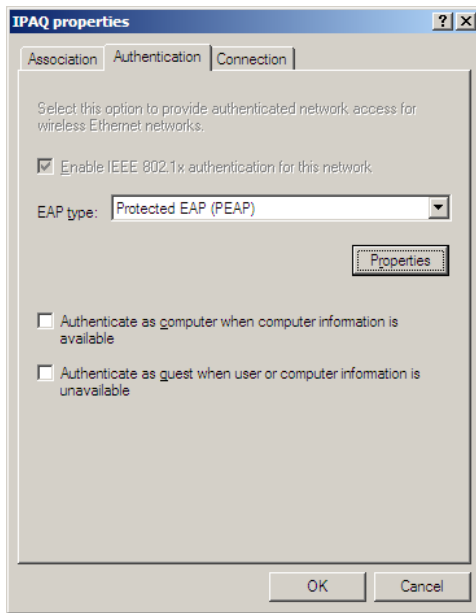 IPAQ properties
Association
Authentication
Connection
Select this option to provide authenticated network access for
wireless Ethernet networks.
Enable IEEE 802.1x authentication for this network
EAP type:
Protected EAP (PEAP)
Properties
Authenticate as computer when computer information is
available
Authenticate as guest when user or computer information is
unavailable
OK
Cancel